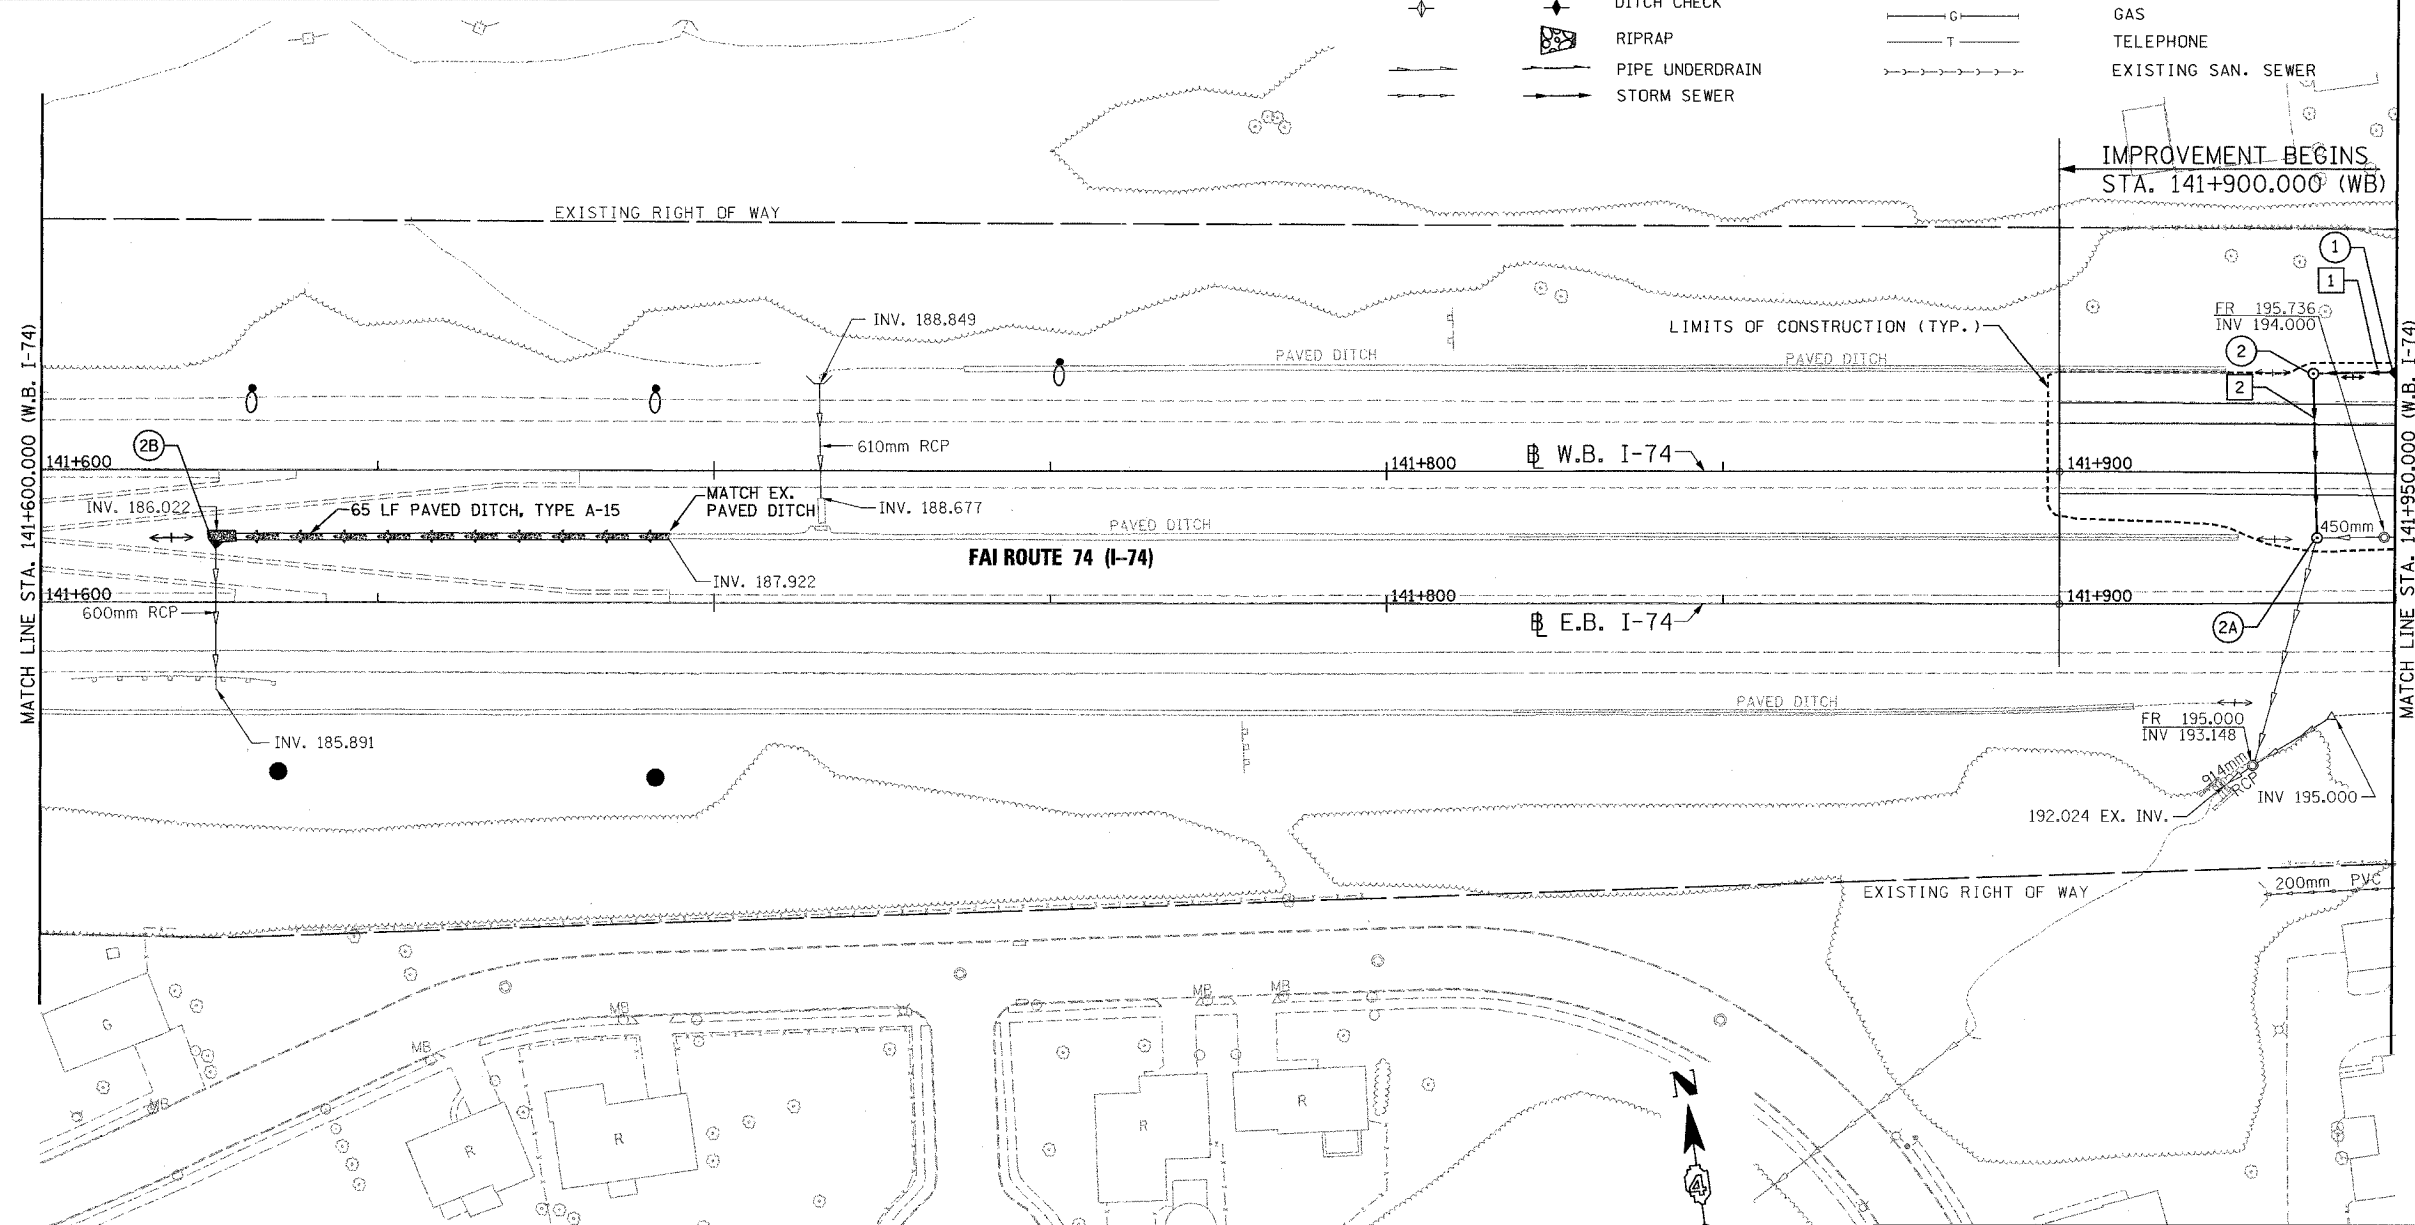 DITCH CHECK
RIPRAP
PIPE UNDERDRAIN
STORM SEWER
G
GAS
T
TELEPHONE
EXISTING SAN. SEWER
IMPROVEMENT BEGINS
STA. 141+900.000 (WB)
EXISTING RIGHT OF WAY
1
1
FR 195.736
INV 194.000
LIMITS OF CONSTRUCTION (TYP.)
INV. 188.849
PAVED DITCH
PAVED DITCH
2
2
MATCH LINE STA. 141+600.000 (W.B. I-74)
MATCH LINE STA. 141+950.000 (W.B. I-74)
2B
610mm RCP
141+600
141+800
℄ W.B. I-74
141+900
INV. 186.022
65 LF PAVED DITCH, TYPE A-15
MATCH EX.
PAVED DITCH
INV. 188.677
PAVED DITCH
450mm
FAI ROUTE 74 (I-74)
INV. 187.922
141+600
141+800
141+900
600mm RCP
℄ E.B. I-74
2A
PAVED DITCH
FR 195.000
INV 193.148
INV. 185.891
914mm
RCP
INV 195.000
192.024 EX. INV.
EXISTING RIGHT OF WAY
200mm PVC
MB
MB
MB
MB
MB
G
R
R
R
R
N
4